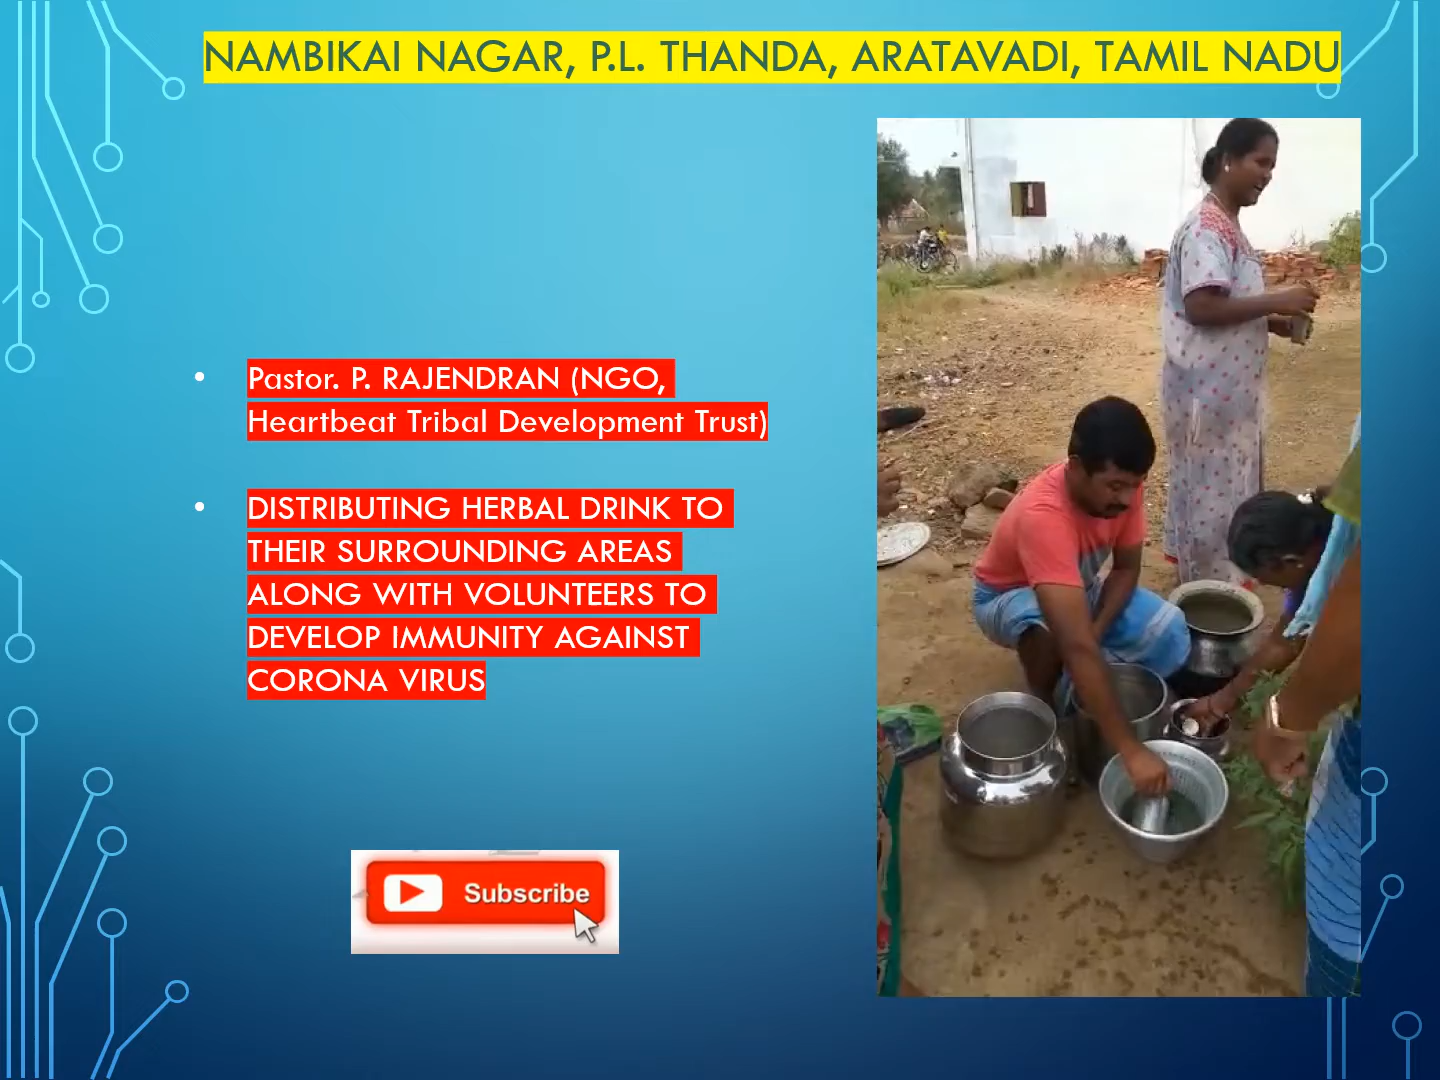 NAMBIKAI NAGAR, P.L. THANDA, ARATAVADI, TAMIL NADU
• Pastor. P. RAJENDRAN (NGO,
Heartbeat Tribal Development Trust)
• DISTRIBUTING HERBAL DRINK TO
THEIR SURROUNDING AREAS
ALONG WITH VOLUNTEERS TO
DEVELOP IMMUNITY AGAINST
CORONA VIRUS
Subscribe